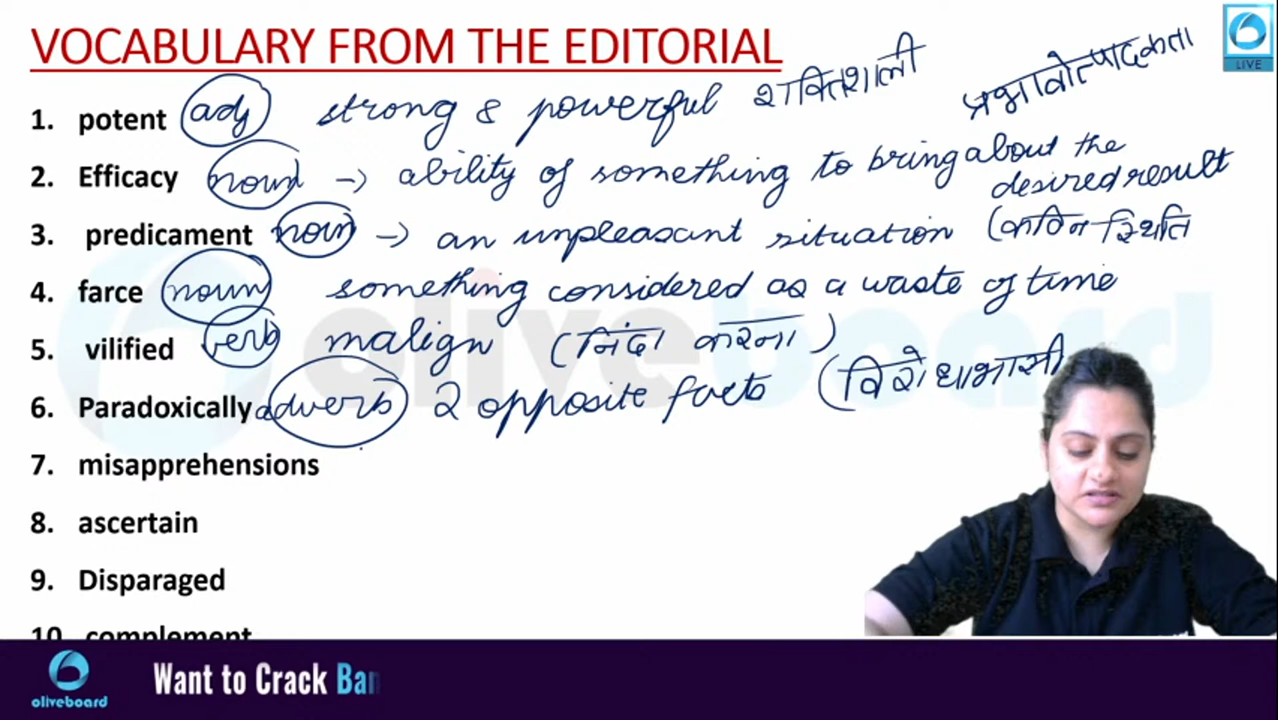 VOCABULARY FROM THE EDITORIAL
LIVE
1. potent adj strong & powerful शक्तिशाली
प्रभावोत्पादकता
2. Efficacy noun → ability of something to bring about the
desired result
3. predicament noun → an unpleasant situation (कठिन स्थिति
4. farce noun something considered as a waste of time
5. vilified verb malign (निंदा करना)
6. Paradoxically adverb 2 opposite facts (विरोधाभासी
7. misapprehensions
8. ascertain
9. Disparaged
10. complement
oliveboard
Want to Crack Ban
oliveboard